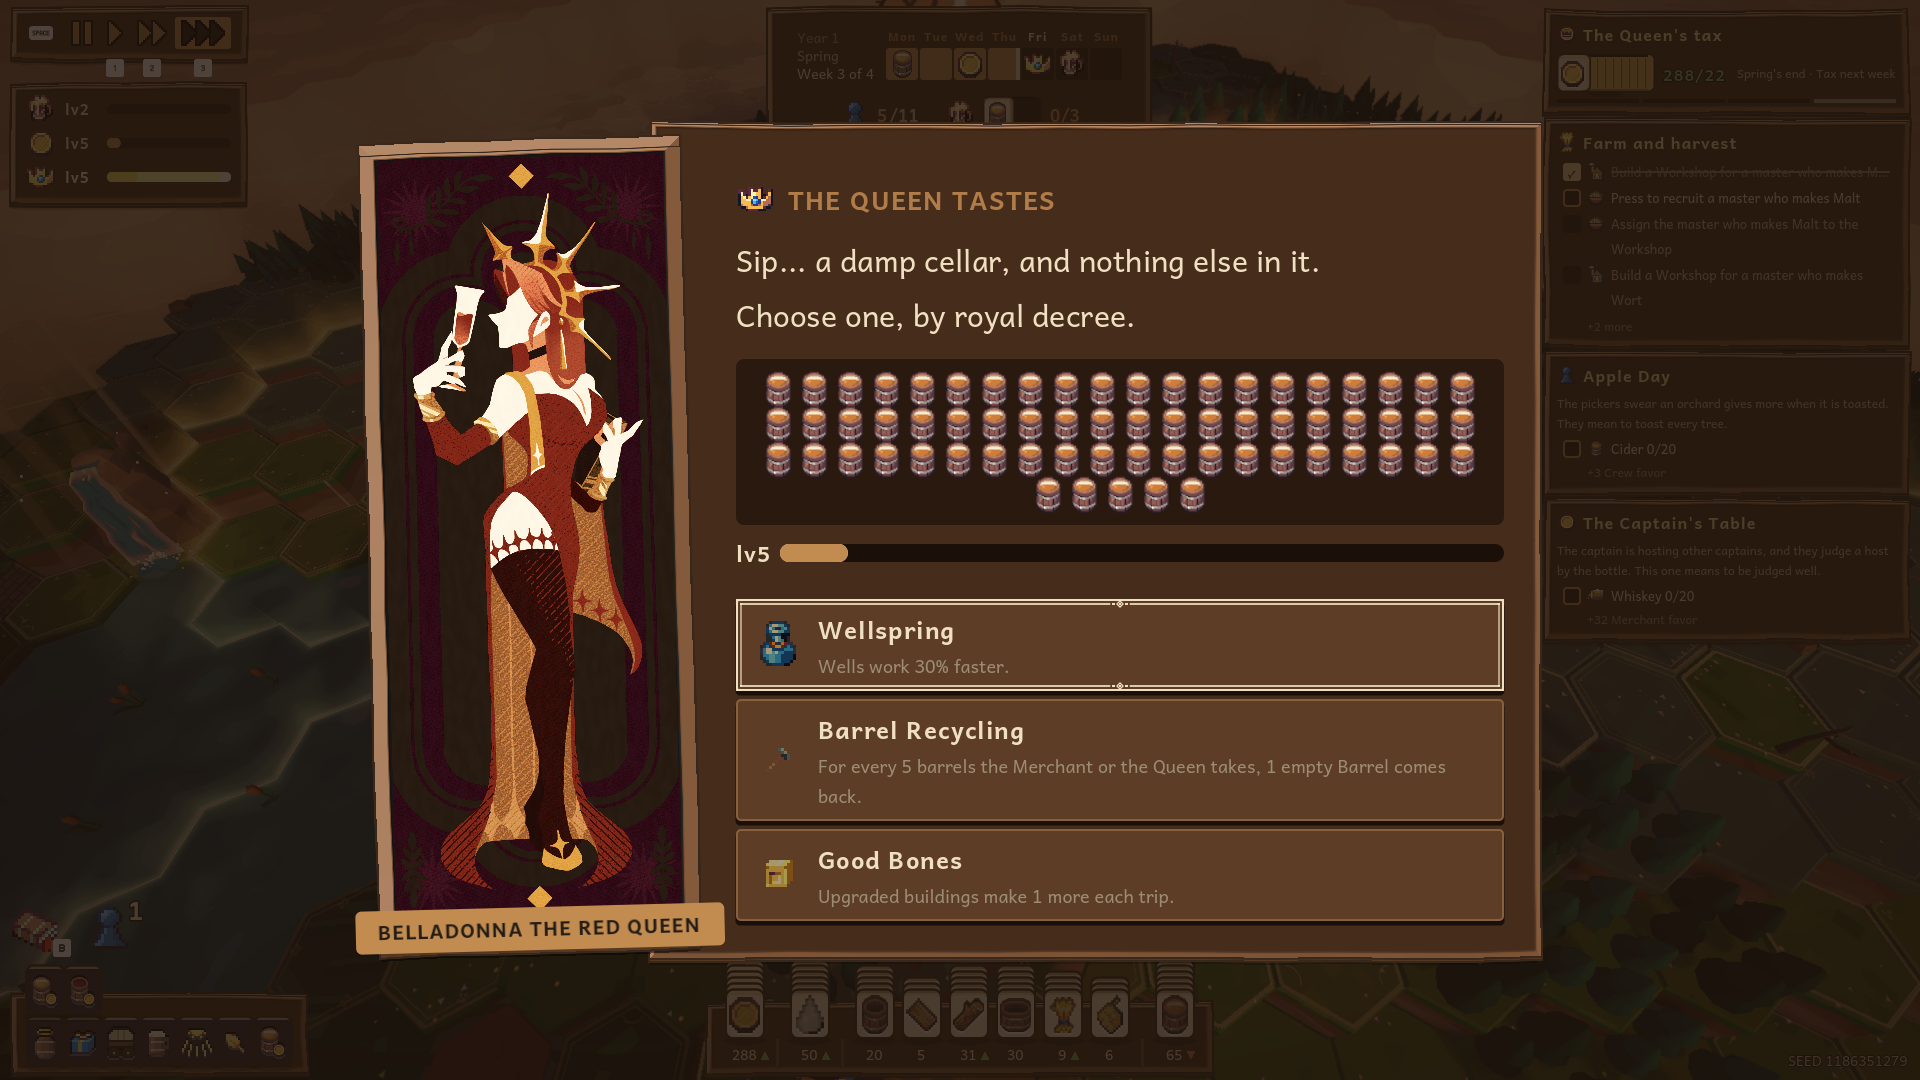 SPACE
1
2
3
lv2
lv5
lv5
Year 1
Spring
Week 3 of 4
Mon Tue Wed Thu Fri Sat Sun
5/11
0/3
The Queen's tax
288/22
Spring's end · Tax next week
Farm and harvest
Build a Workshop for a master who makes M...
Press to recruit a master who makes Malt
Assign the master who makes Malt to the
Workshop
Build a Workshop for a master who makes
Wort
+2 more
Apple Day
The pickers swear an orchard gives more when it is toasted.
They mean to toast every tree.
Cider 0/20
+3 Crew favor
The Captain's Table
The captain is hosting other captains, and they judge a host
by the bottle. This one means to be judged well.
Whiskey 0/20
+32 Merchant favor
THE QUEEN TASTES
Sip... a damp cellar, and nothing else in it.
Choose one, by royal decree.
lv5
Wellspring
Wells work 30% faster.
Barrel Recycling
For every 5 barrels the Merchant or the Queen takes, 1 empty Barrel comes
back.
Good Bones
Upgraded buildings make 1 more each trip.
BELLADONNA THE RED QUEEN
1
B
288 50 20 5 31 30 9 6 65
SEED 1186351279